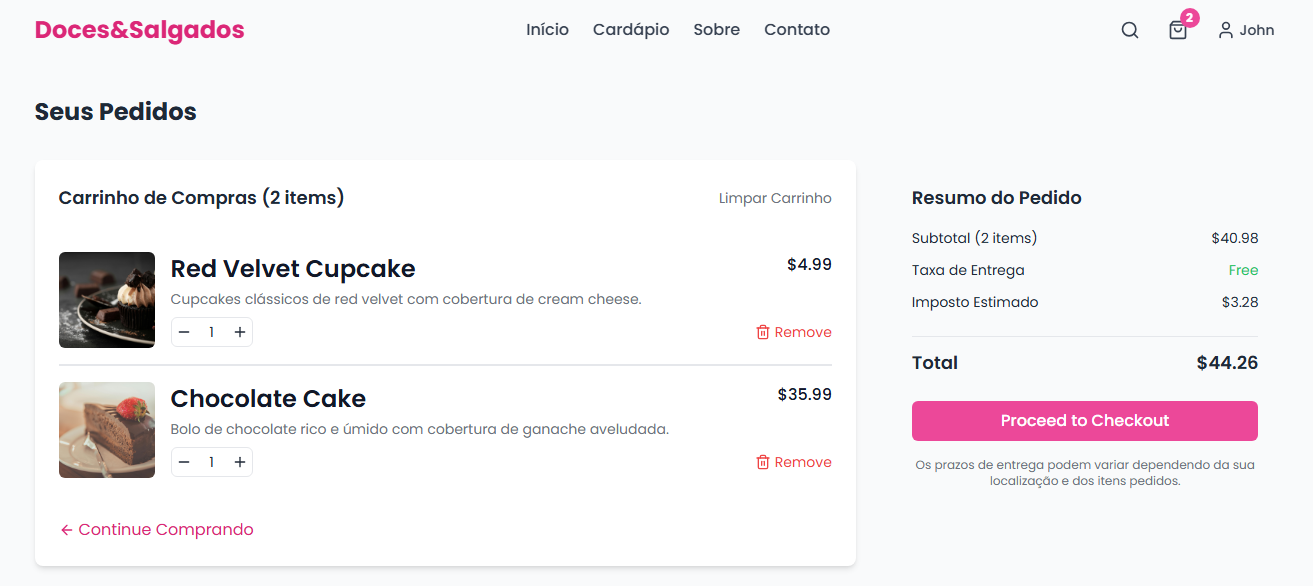 Doces&Salgados
Início Cardápio Sobre Contato
2
John
Seus Pedidos
Carrinho de Compras (2 items)
Limpar Carrinho
Red Velvet Cupcake
$4.99
Cupcakes clássicos de red velvet com cobertura de cream cheese.
− 1 +
Remove
Chocolate Cake
$35.99
Bolo de chocolate rico e úmido com cobertura de ganache aveludada.
− 1 +
Remove
← Continue Comprando
Resumo do Pedido
Subtotal (2 items) $40.98
Taxa de Entrega Free
Imposto Estimado $3.28
Total $44.26
Proceed to Checkout
Os prazos de entrega podem variar dependendo da sua
localização e dos itens pedidos.